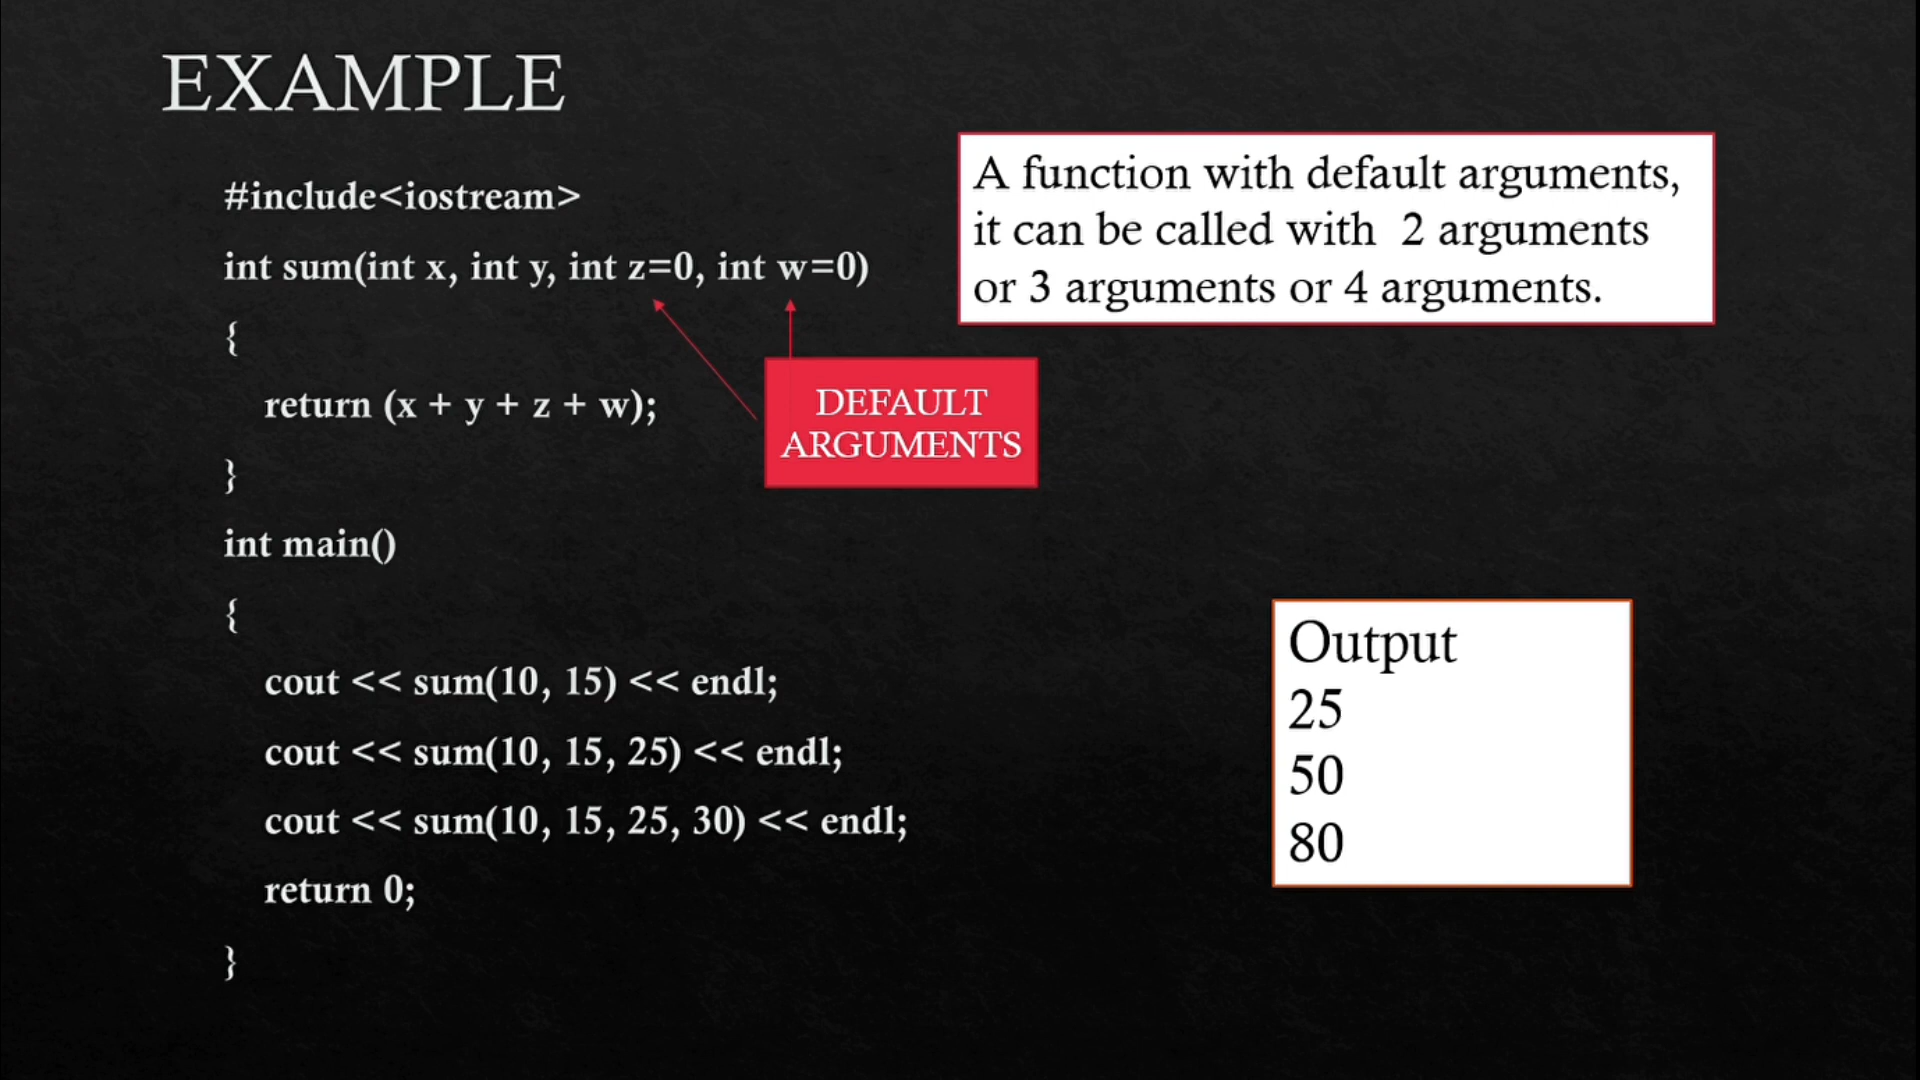 EXAMPLE
#include<iostream>
int sum(int x, int y, int z=0, int w=0)
{
return (x + y + z + w);
}
int main()
{
cout << sum(10, 15) << endl;
cout << sum(10, 15, 25) << endl;
cout << sum(10, 15, 25, 30) << endl;
return 0;
}
A function with default arguments,
it can be called with  2 arguments
or 3 arguments or 4 arguments.
DEFAULT
ARGUMENTS
Output
25
50
80